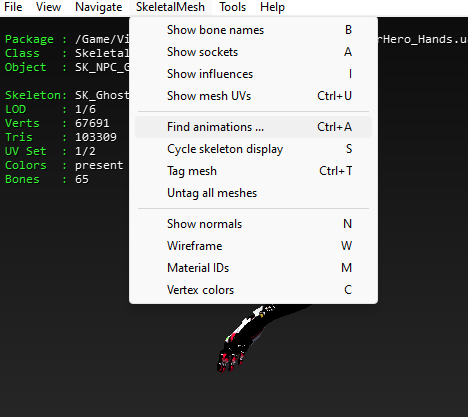 File Navigate SkeletalMesh Tools Help
Package : /Game/Vi
rHero_Hands.u
Class : Skeletal
Object : SK_NPC_G
Skeleton: SK_Ghost
LOD : 1/6
Verts : 67691
Tris : 103309
UV Set : 1/2
Colors : present
Bones : 65
Show bone names B
Show sockets A
Show influences I
Show mesh UVs Ctrl+U
Find animations ... Ctrl+A
Cycle skeleton display S
Tag mesh Ctrl+T
Untag all meshes
Show normals N
Wireframe W
Material IDs M
Vertex colors C